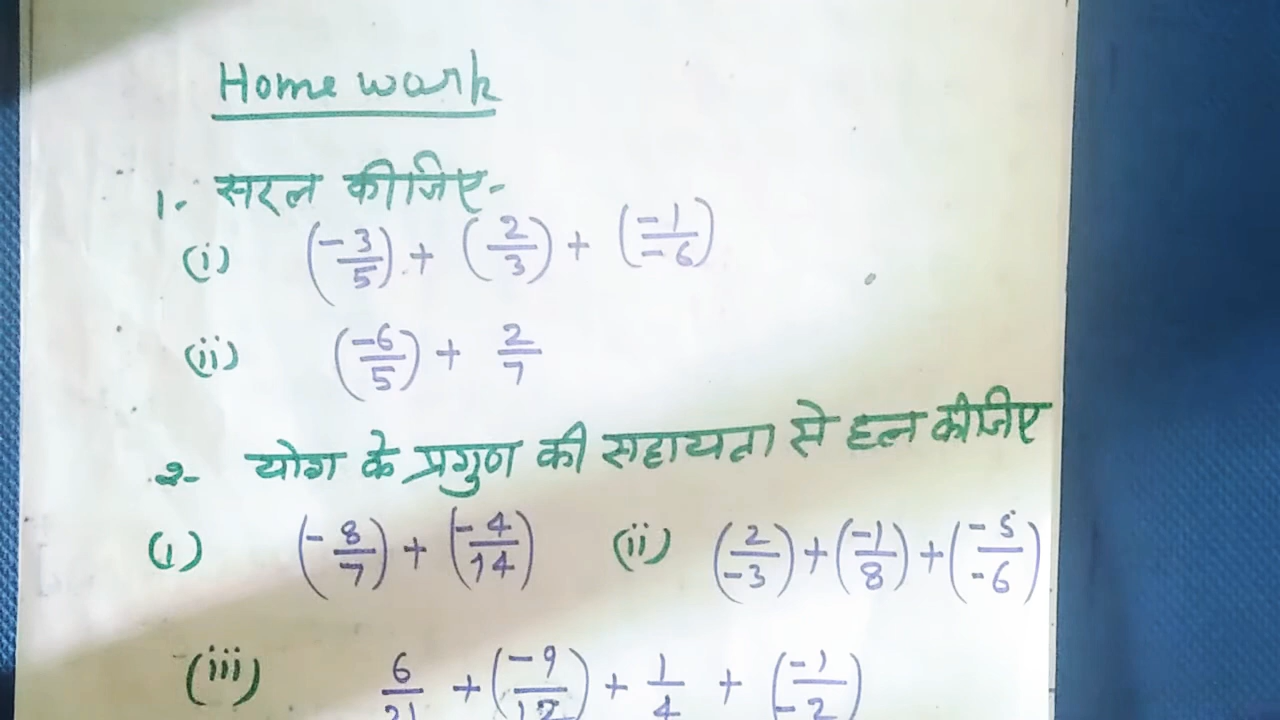 Home work
1. सरल कीजिए-
(i) (-3/5) + (2/3) + (-1/-6)
(ii) (-6/5) + 2/7
2- योग के प्रगुण की सहायता से हल कीजिए
(i) (-8/7) + (-4/14) (ii) (2/-3) + (-1/8) + (-5/-6)
(iii) 6/21 + (-9/12) + 1/4 + (-1/-2)